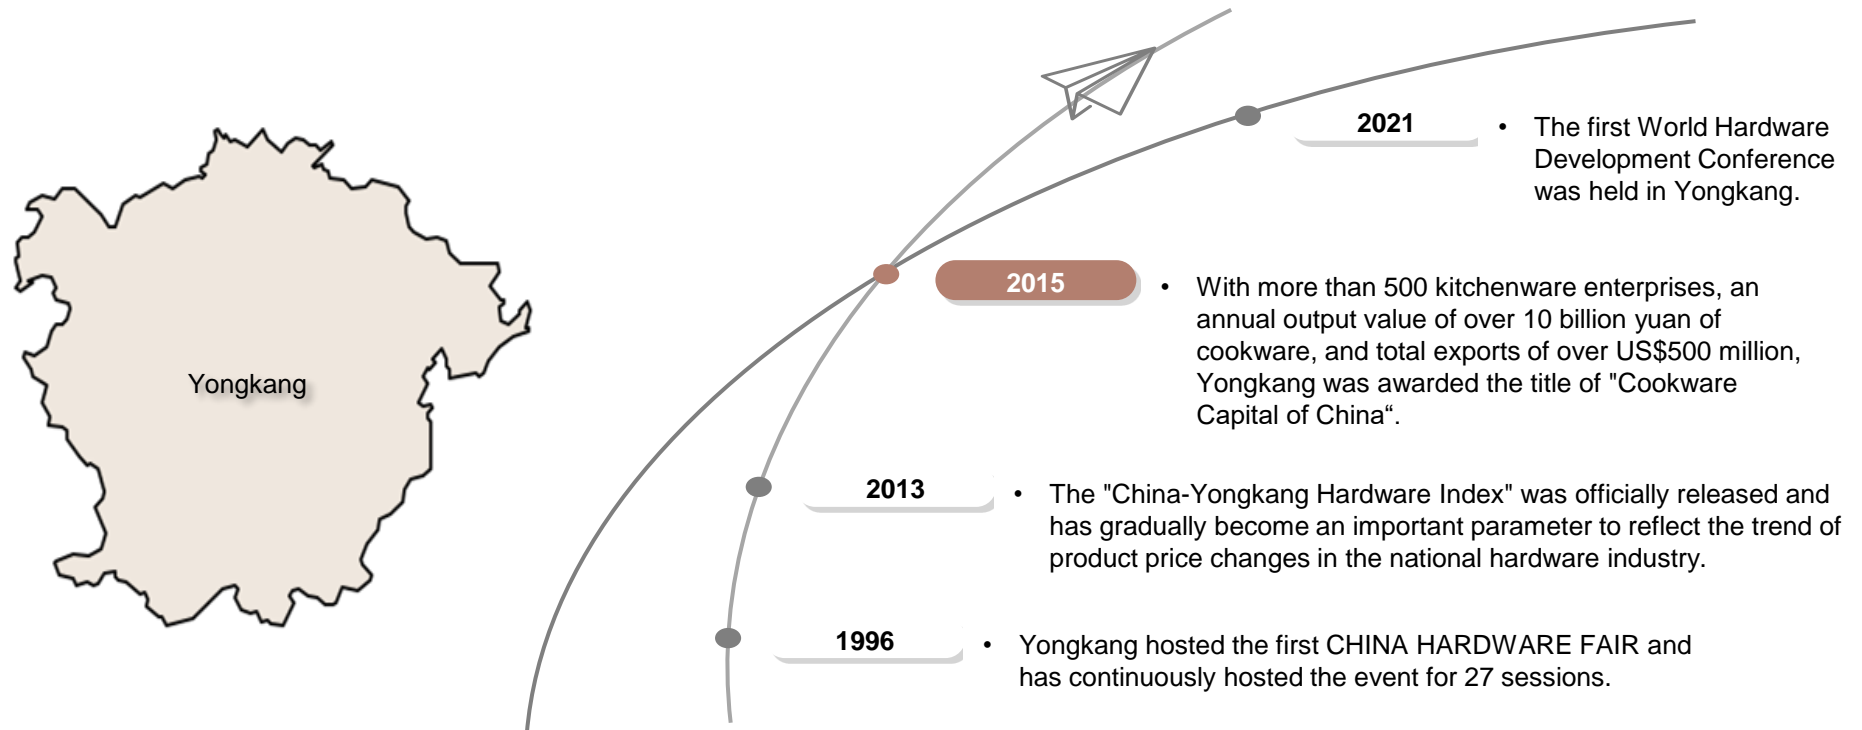 Yongkang
2021
• The first World Hardware
Development Conference
was held in Yongkang.
2015
• With more than 500 kitchenware enterprises, an
annual output value of over 10 billion yuan of
cookware, and total exports of over US$500 million,
Yongkang was awarded the title of "Cookware
Capital of China“.
2013
• The "China-Yongkang Hardware Index" was officially released and
has gradually become an important parameter to reflect the trend of
product price changes in the national hardware industry.
1996
• Yongkang hosted the first CHINA HARDWARE FAIR and
has continuously hosted the event for 27 sessions.